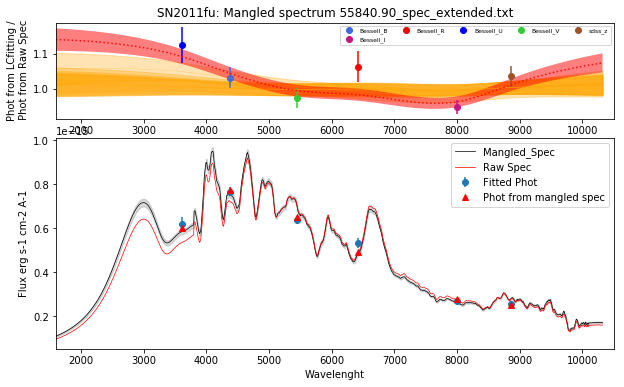 SN2011fu: Mangled spectrum 55840.90_spec_extended.txt
Phot from LCfitting /
Phot from Raw Spec
1.1
1.0
Bessell_B
Bessell_R
Bessell_U
Bessell_V
sdss_z
Bessell_I
2000 3000 4000 5000 6000 7000 8000 9000 10000
Flux erg s-1 cm-2 A-1
1.0
0.8
0.6
0.4
0.2
Mangled_Spec
Raw Spec
Fitted Phot
Phot from mangled spec
2000 3000 4000 5000 6000 7000 8000 9000 10000
Wavelenght